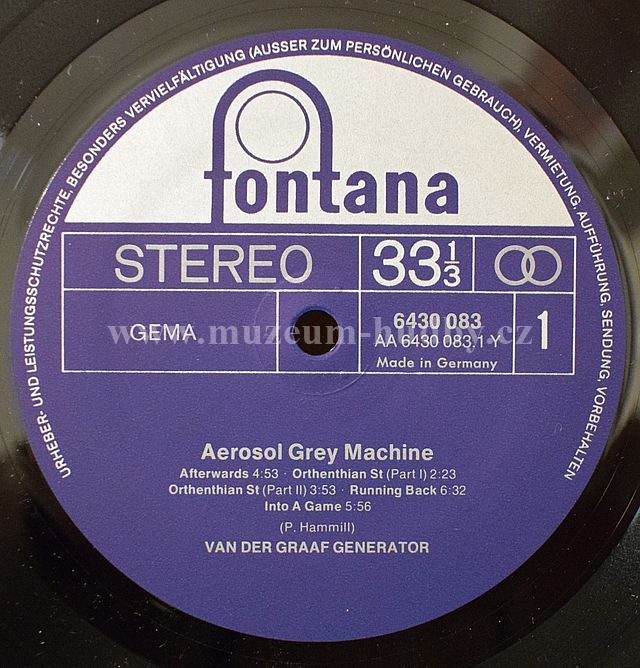 URHEBER- UND LEISTUNGSSCHUTZRECHTE, BESONDERS VERVIELFÄLTIGUNG (AUSSER ZUM PERSÖNLICHEN GEBRAUCH), VERMIETUNG, AUFFÜHRUNG, SENDUNG, VORBEHALTEN
fontana
STEREO 33 1/3
GEMA 6430 083 1
AA 6430 083.1 Y
Made in Germany
www.muzeum-hudby.cz
Aerosol Grey Machine
Afterwards 4:53 · Orthenthian St (Part I) 2:23
Orthenthian St (Part II) 3:53 · Running Back 6:32
Into A Game 5:56
(P. Hammill)
VAN DER GRAAF GENERATOR